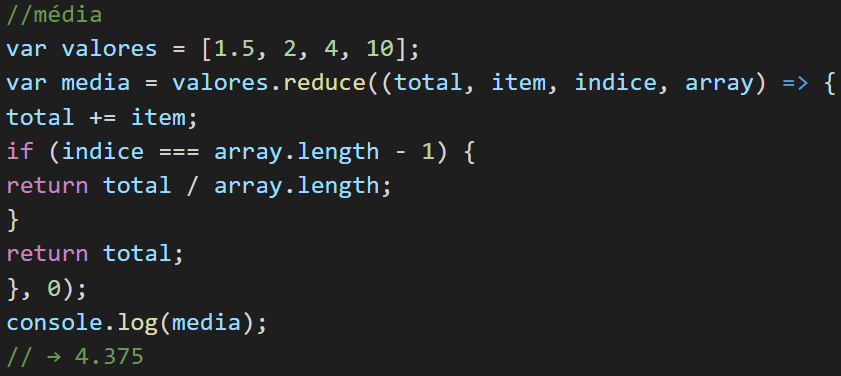 //média
var valores = [1.5, 2, 4, 10];
var media = valores.reduce((total, item, indice, array) => {
total += item;
if (indice === array.length - 1) {
return total / array.length;
}
return total;
}, 0);
console.log(media);
// → 4.375